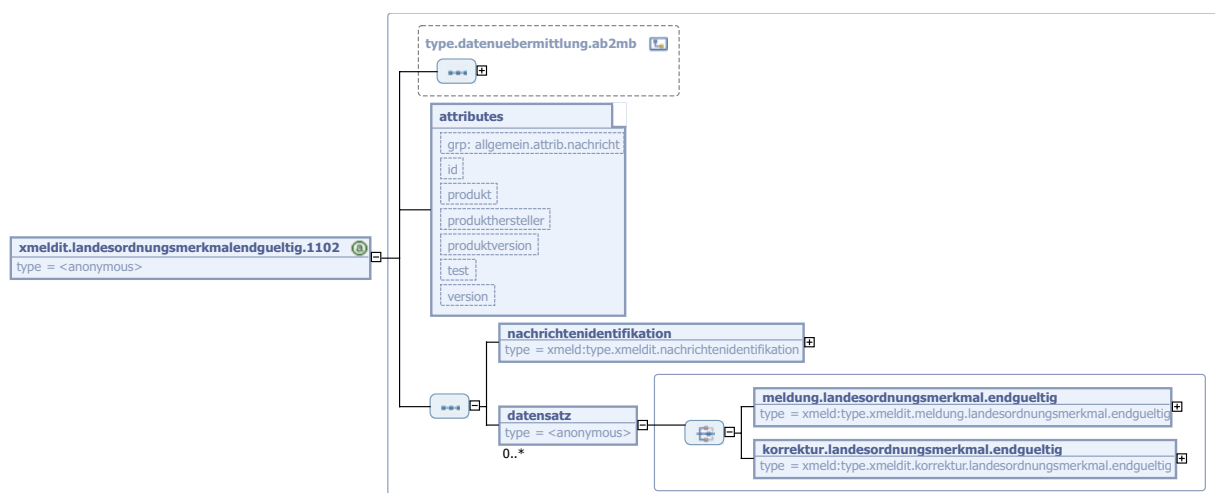 type.datenuebermittlung.ab2mb
attributes
grp: allgemein.attrib.nachricht
id
produkt
produkthersteller
produktversion
test
version
xmeldit.landesordnungsmerkmalendgueltig.1102
type = <anonymous>
nachrichtenidentifikation
type = xmeld:type.xmeldit.nachrichtenidentifikation
datensatz
type = <anonymous>
0..*
meldung.landesordnungsmerkmal.endgueltig
type = xmeld:type.xmeldit.meldung.landesordnungsmerkmal.endgueltig
korrektur.landesordnungsmerkmal.endgueltig
type = xmeld:type.xmeldit.korrektur.landesordnungsmerkmal.endgueltig